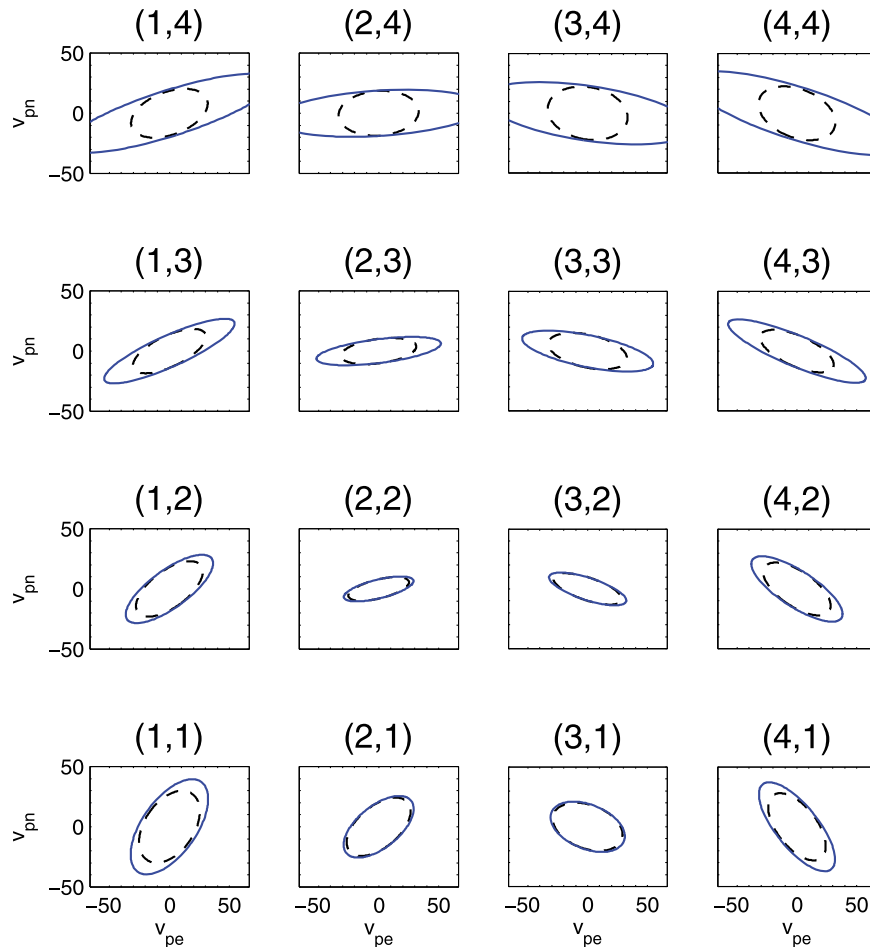 (1,4) (2,4) (3,4) (4,4)
50
0
−50
v_pn
(1,3) (2,3) (3,3) (4,3)
50
0
−50
v_pn
(1,2) (2,2) (3,2) (4,2)
50
0
−50
v_pn
(1,1) (2,1) (3,1) (4,1)
50
0
−50
v_pn
−50 0 50 −50 0 50 −50 0 50 −50 0 50
v_pe v_pe v_pe v_pe